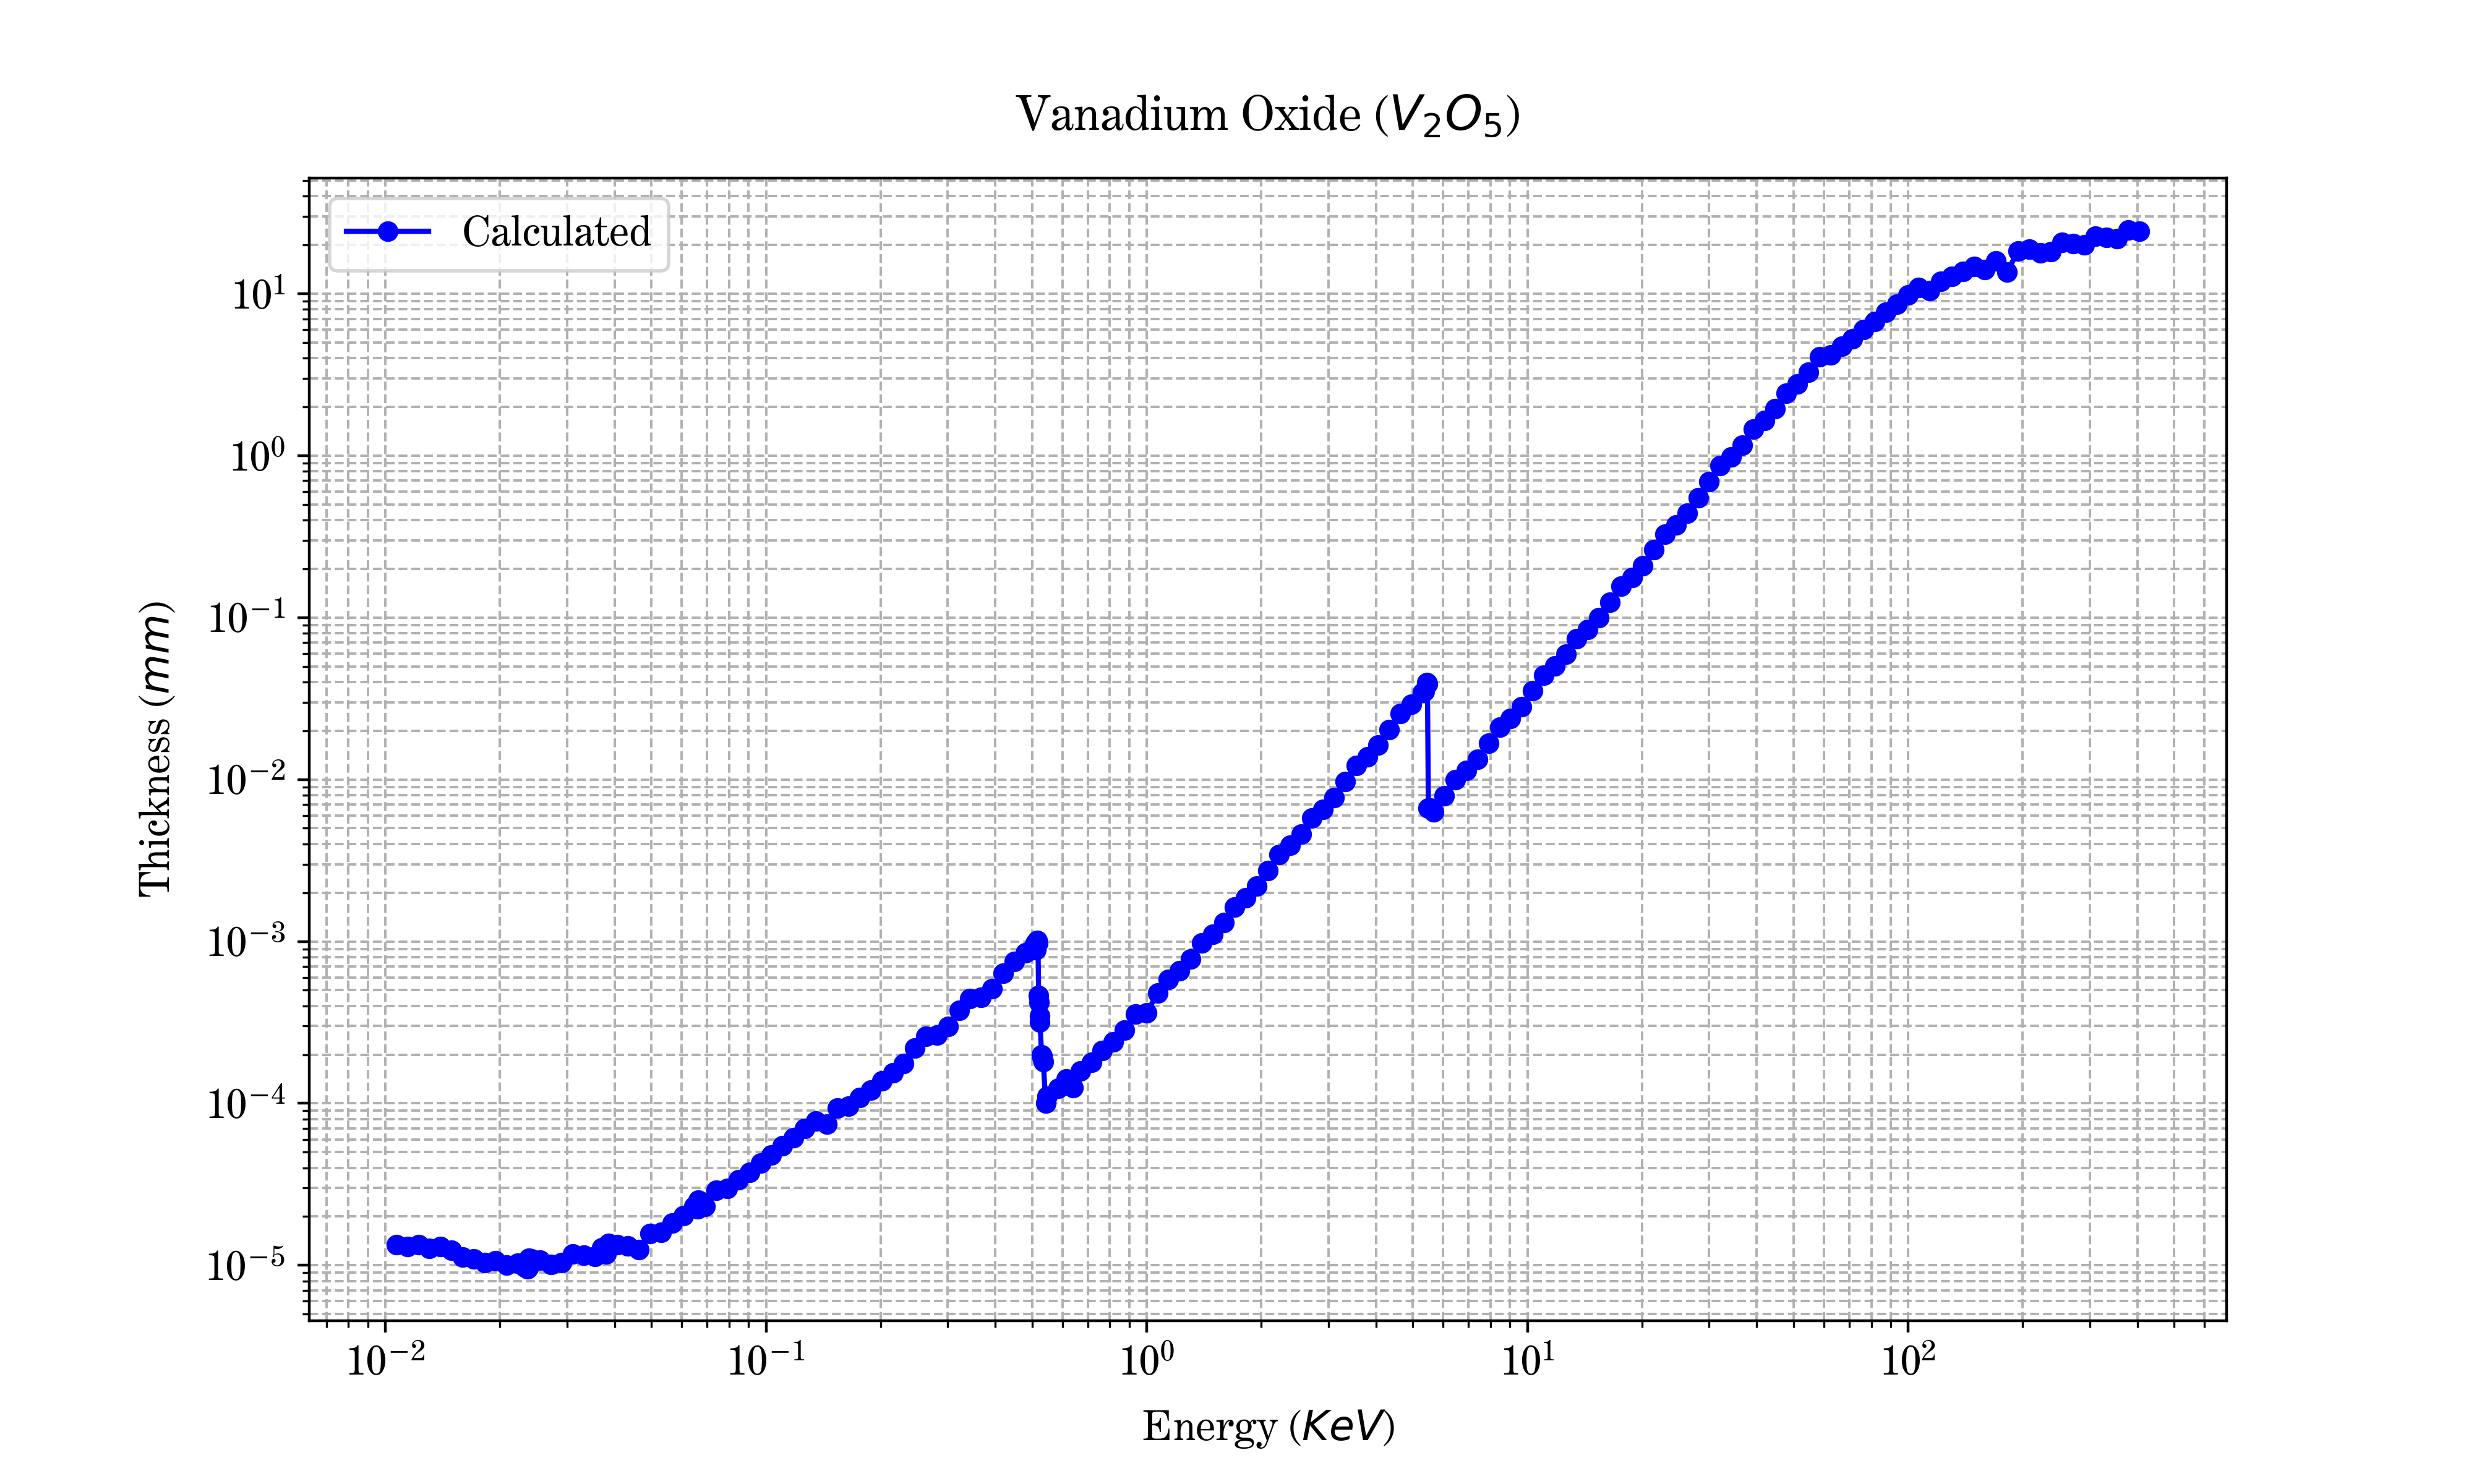 Vanadium Oxide (V₂O₅)
Calculated
Thickness (mm)
10¹
10⁰
10⁻¹
10⁻²
10⁻³
10⁻⁴
10⁻⁵
10⁻² 10⁻¹ 10⁰ 10¹ 10²
Energy (KeV)